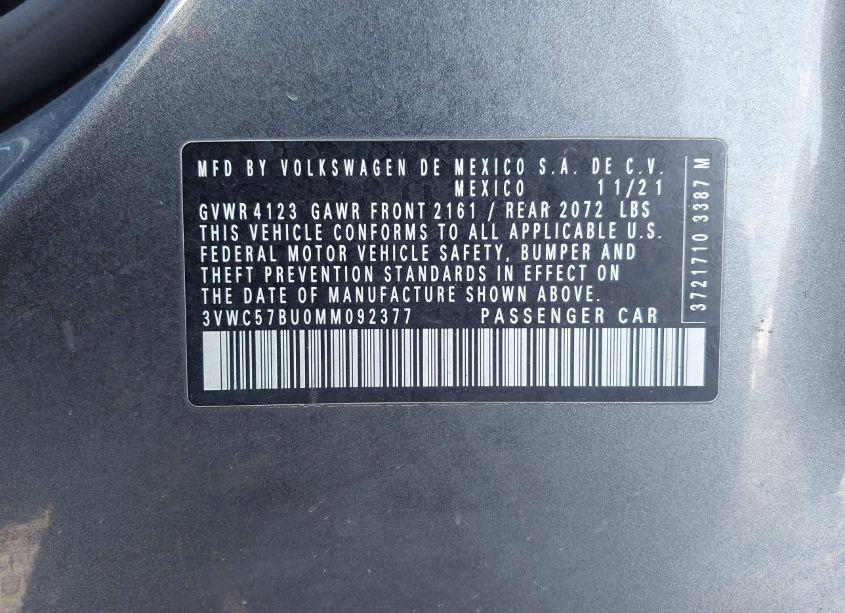 MFD BY VOLKSWAGEN DE MEXICO S.A. DE C.V.
MEXICO 11/21
GVWR 4123 GAWR FRONT 2161 / REAR 2072 LBS
THIS VEHICLE CONFORMS TO ALL APPLICABLE U.S.
FEDERAL MOTOR VEHICLE SAFETY, BUMPER AND
THEFT PREVENTION STANDARDS IN EFFECT ON
THE DATE OF MANUFACTURE SHOWN ABOVE.
3VWC57BU0MM092377 PASSENGER CAR
3721710 3387 M